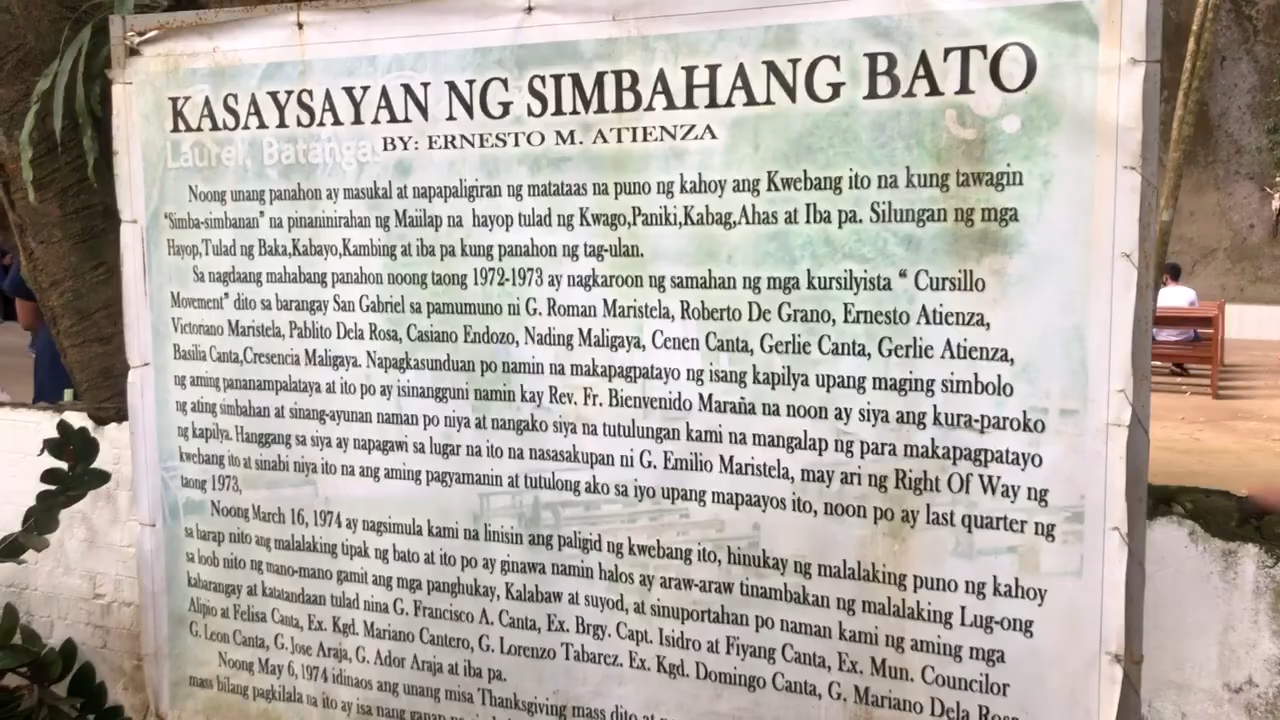 KASAYSAYAN NG SIMBAHANG BATO
Laurel, Batangas
BY: ERNESTO M. ATIENZA
Noong unang panahon ay masukal at napapaligiran ng matataas na puno ng kahoy ang Kwebang ito na kung tawagin
"Simba-simbanan" na pinaninirahan ng Maiilap na hayop tulad ng Kwago,Paniki,Kabag,Ahas at Iba pa. Silungan ng mga
Hayop,Tulad ng Baka,Kabayo,Kambing at iba pa kung panahon ng tag-ulan.
Sa nagdaang mahabang panahon noong taong 1972-1973 ay nagkaroon ng samahan ng mga kursilyista " Cursillo
Movement" dito sa barangay San Gabriel sa pamumuno ni G. Roman Maristela, Roberto De Grano, Ernesto Atienza,
Victoriano Maristela, Pablito Dela Rosa, Casiano Endozo, Nading Maligaya, Cenen Canta, Gerlie Canta, Gerlie Atienza,
Basilia Canta,Cresencia Maligaya. Napagkasunduan po namin na makapagpatayo ng isang kapilya upang maging simbolo
ng aming pananampalataya at ito po ay isinangguni namin kay Rev. Fr. Bienvenido Maraña na noon ay siya ang kura-paroko
ng ating simbahan at sinang-ayunan naman po niya at nangako siya na tutulungan kami na mangalap ng para makapagpatayo
ng kapilya. Hanggang sa siya ay napagawi sa lugar na ito na nasasakupan ni G. Emilio Maristela, may ari ng Right Of Way ng
kwebang ito at sinabi niya ito na ang aming pagyamanin at tutulong ako sa iyo upang mapaayos ito, noon po ay last quarter ng
taong 1973,
Noong March 16, 1974 ay nagsimula kami na linisin ang paligid ng kwebang ito, hinukay ng malalaking puno ng kahoy
sa harap nito ang malalaking tipak ng bato at ito po ay ginawa namin halos ay araw-araw tinambakan ng malalaking Lug-ong
sa loob nito ng mano-mano gamit ang mga panghukay, Kalabaw at suyod, at sinuportahan po naman kami ng aming mga
kabarangay at katatandaan tulad nina G. Francisco A. Canta, Ex. Brgy. Capt. Isidro at Fiyang Canta, Ex. Mun. Councilor
Alipio at Felisa Canta, Ex. Kgd. Mariano Cantero, G. Lorenzo Tabarez. Ex. Kgd. Domingo Canta, G. Mariano Dela Rosa
G. Leon Canta, G. Jose Araja, G. Ador Araja at iba pa.
Noong May 6, 1974 idinaos ang unang misa Thanksgiving mass dito at
mass bilang pagkilala na ito ay isa nang